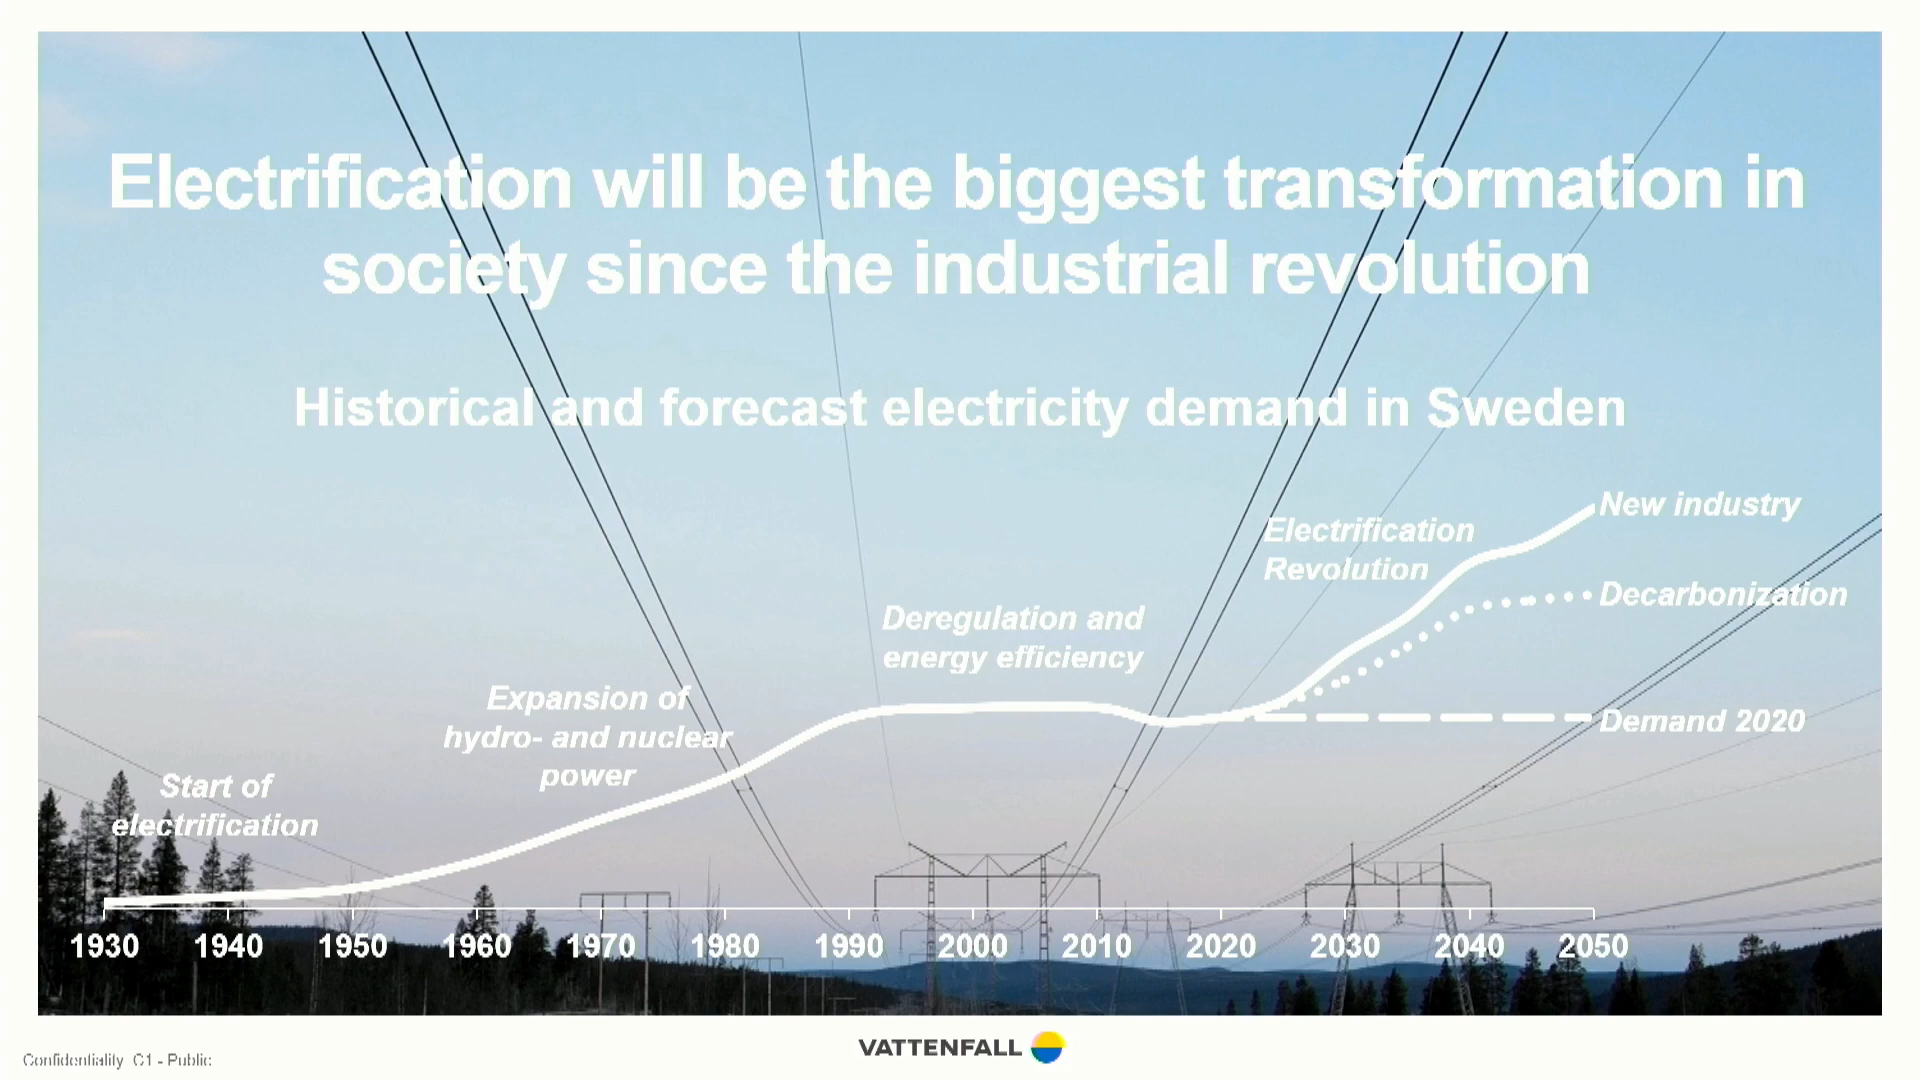 Electrification will be the biggest transformation in
society since the industrial revolution
Historical and forecast electricity demand in Sweden
New industry
Electrification
Revolution
Decarbonization
Deregulation and
energy efficiency
Expansion of
hydro- and nuclear
power
Demand 2020
Start of
electrification
1930 1940 1950 1960 1970 1980 1990 2000 2010 2020 2030 2040 2050
VATTENFALL
Confidentiality C1 - Public